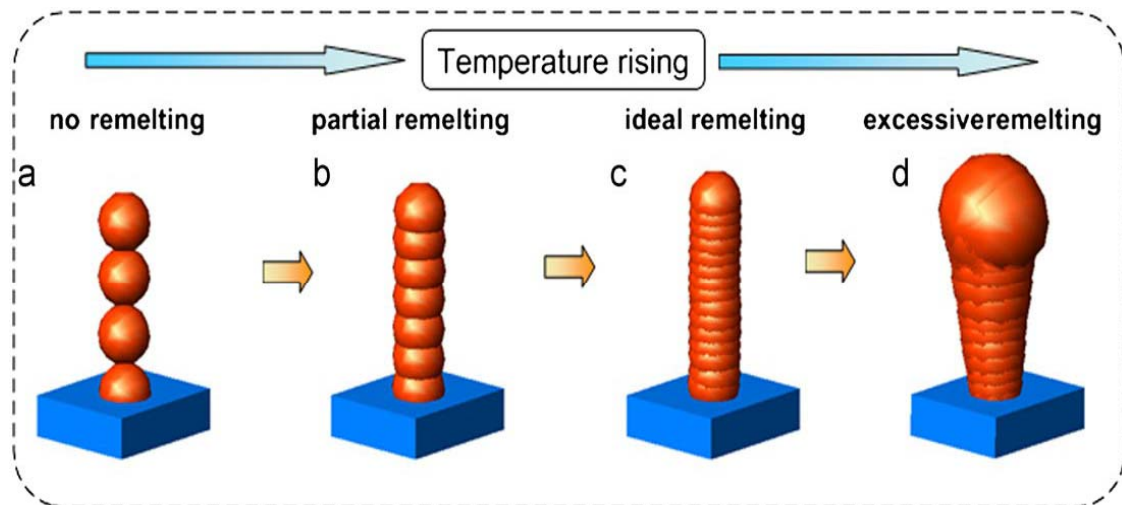 Temperature rising
no remelting
partial remelting
ideal remelting
excessiveremelting
a
b
c
d